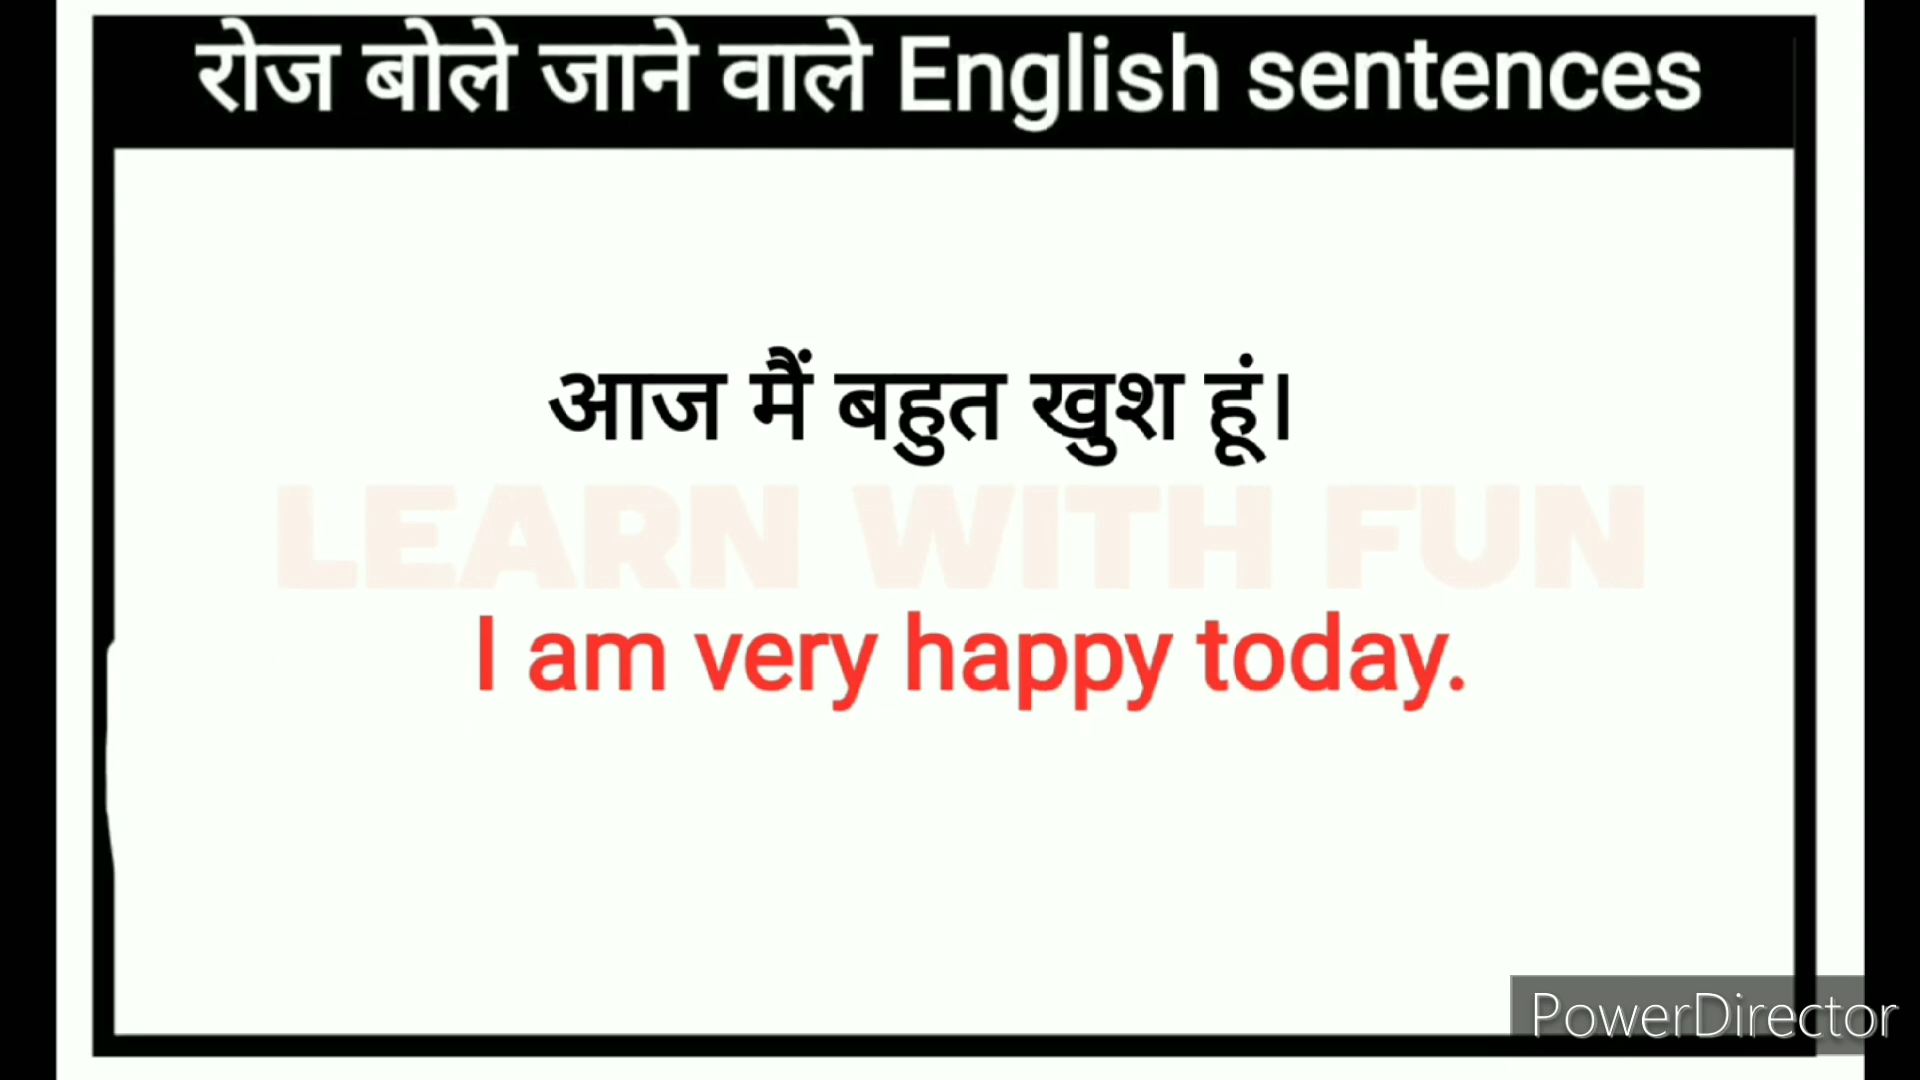 रोज बोले जाने वाले English sentences
आज मैं बहुत खुश हूं।
LEARN WITH FUN
I am very happy today.
PowerDirector